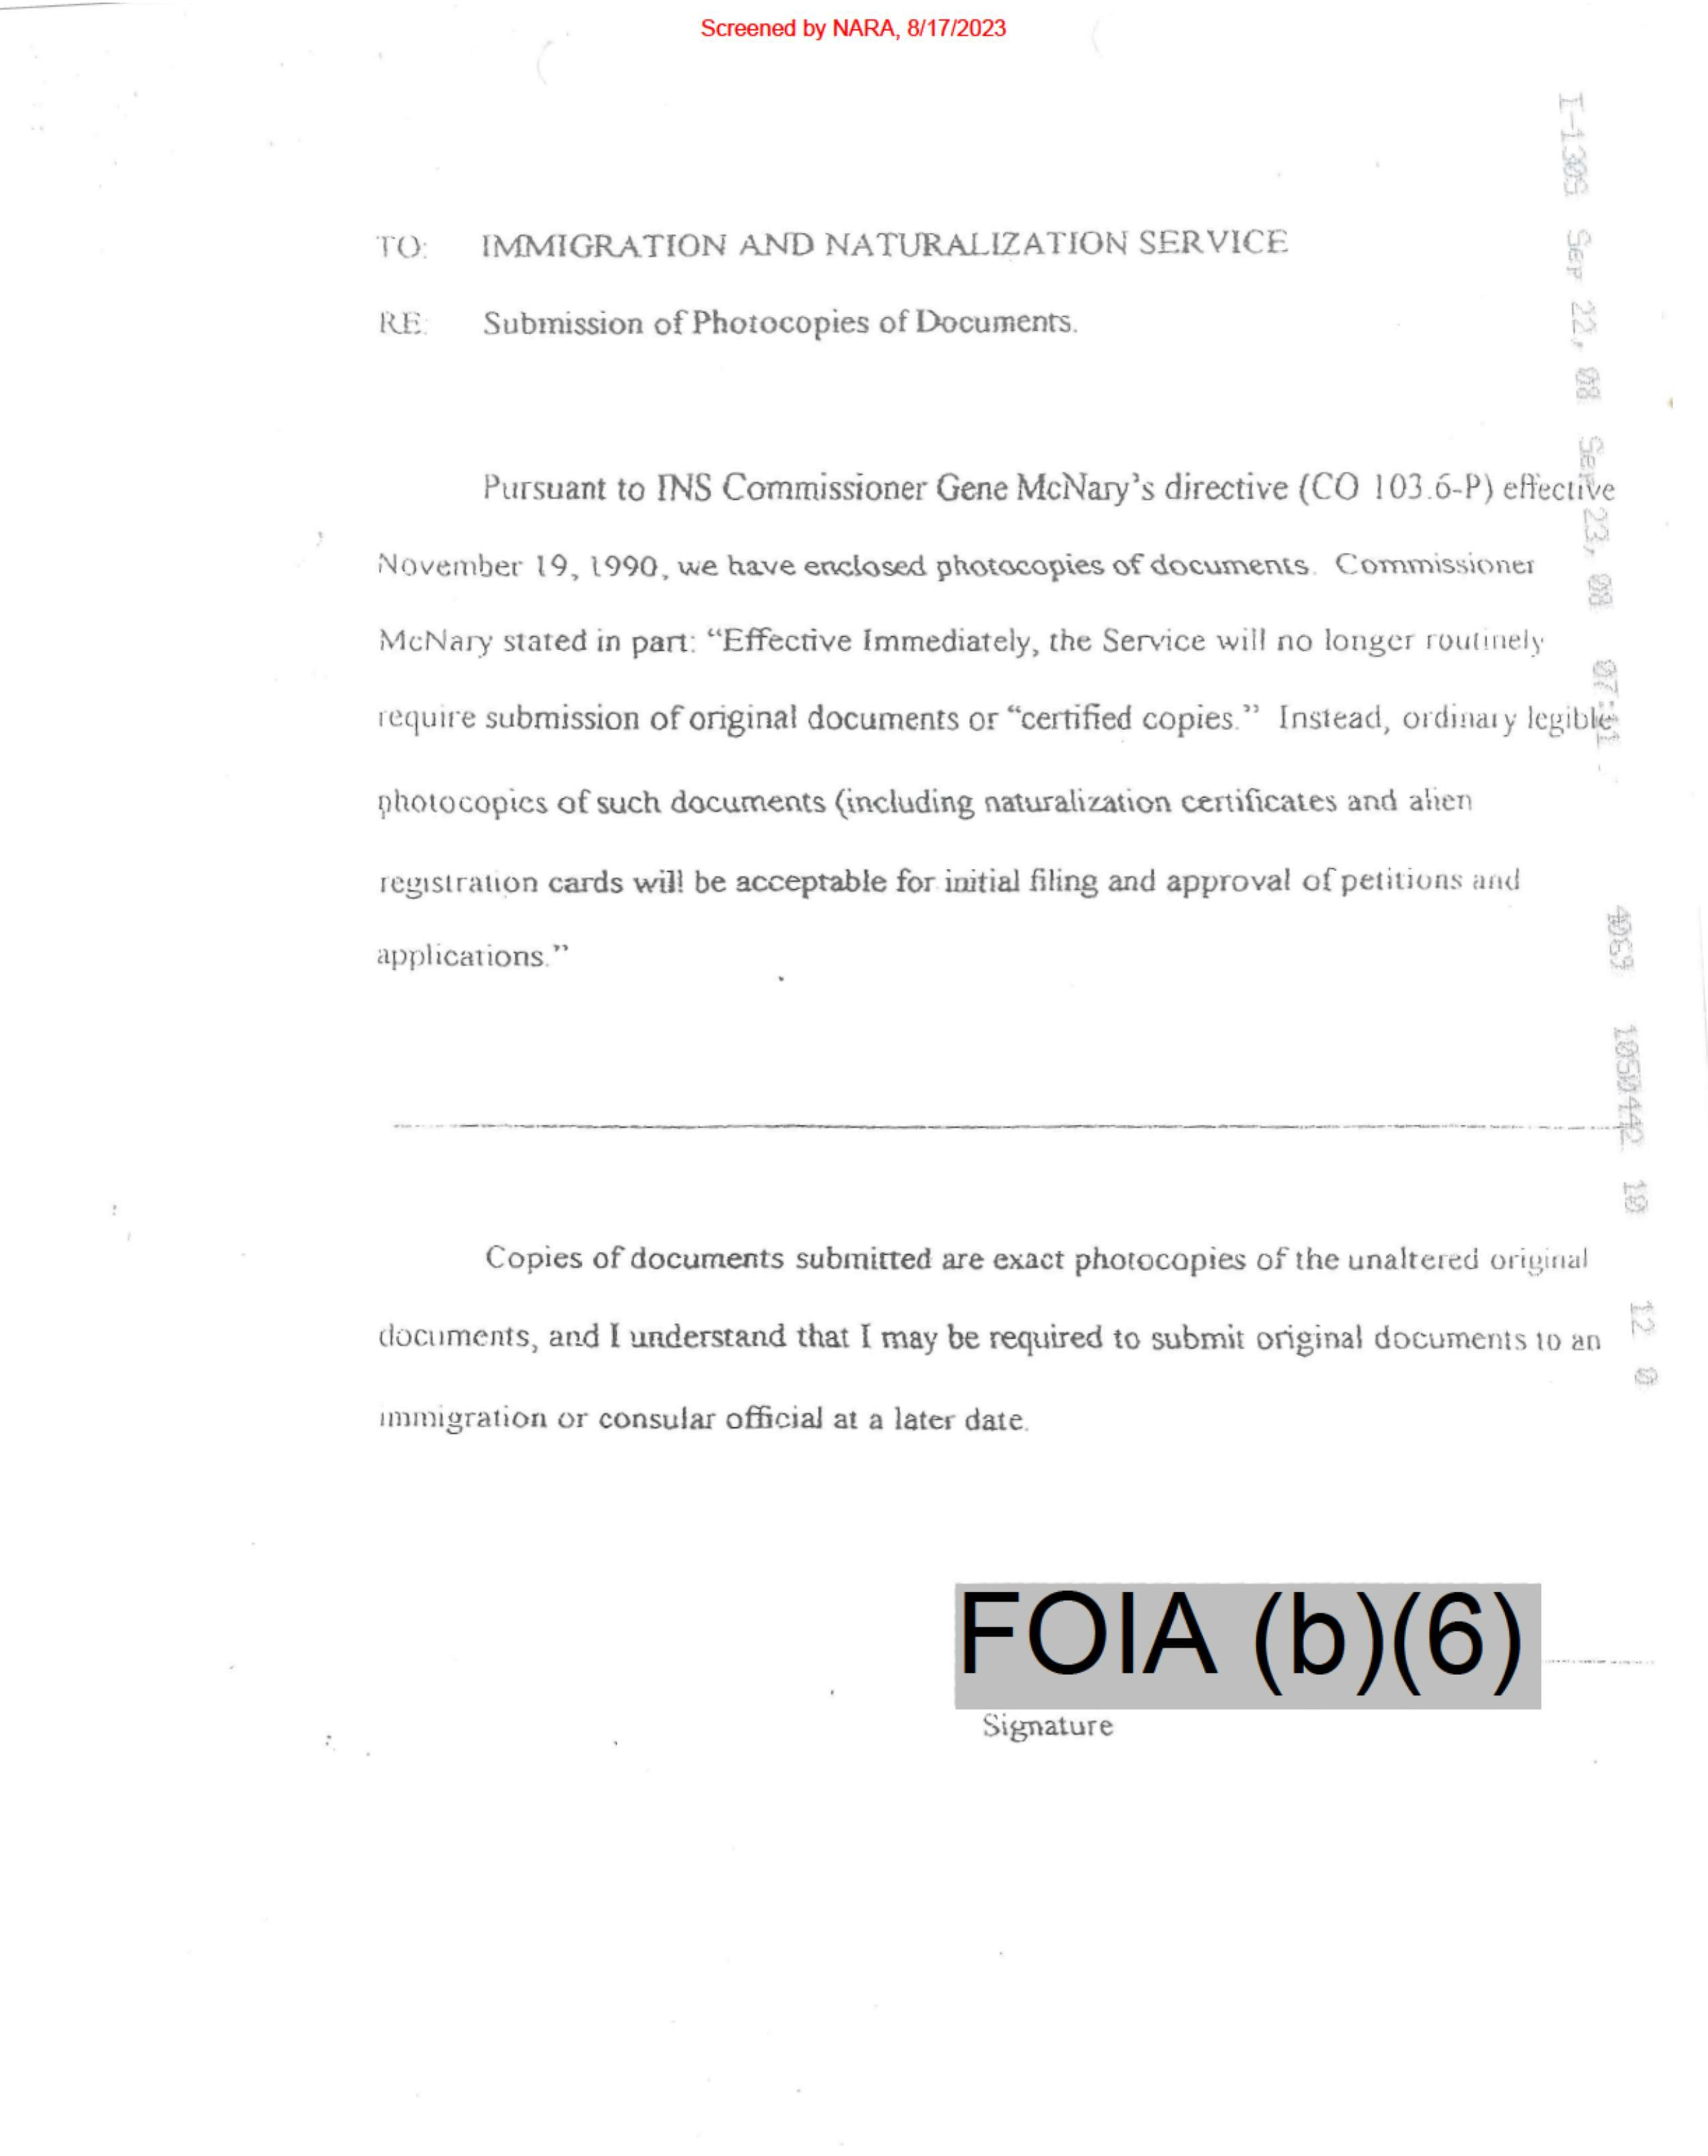 Screened by NARA, 8/17/2023
TO: IMMIGRATION AND NATURALIZATION SERVICE
RE: Submission of Photocopies of Documents.
Pursuant to INS Commissioner Gene McNary's directive (CO 103.6-P) effective
November 19, 1990, we have enclosed photocopies of documents. Commissioner
McNary stated in part: “Effective Immediately, the Service will no longer routinely
require submission of original documents or “certified copies.” Instead, ordinary legible
photocopies of such documents (including naturalization certificates and alien
registration cards will be acceptable for initial filing and approval of petitions and
applications.”
Copies of documents submitted are exact photocopies of the unaltered original
documents, and I understand that I may be required to submit original documents to an
immigration or consular official at a later date.
FOIA (b)(6)
Signature
I-130S Sep 22, 08 Sep 23, 08 1050442 10 12 0